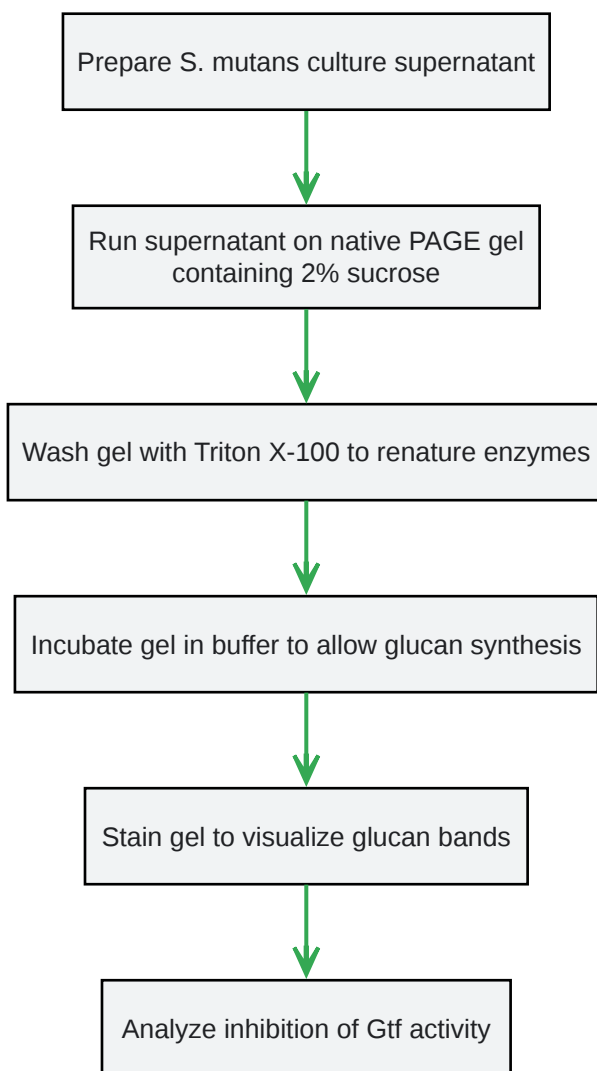 Prepare S. mutans culture supernatant
Run supernatant on native PAGE gel
containing 2% sucrose
Wash gel with Triton X-100 to renature enzymes
Incubate gel in buffer to allow glucan synthesis
Stain gel to visualize glucan bands
Analyze inhibition of Gtf activity